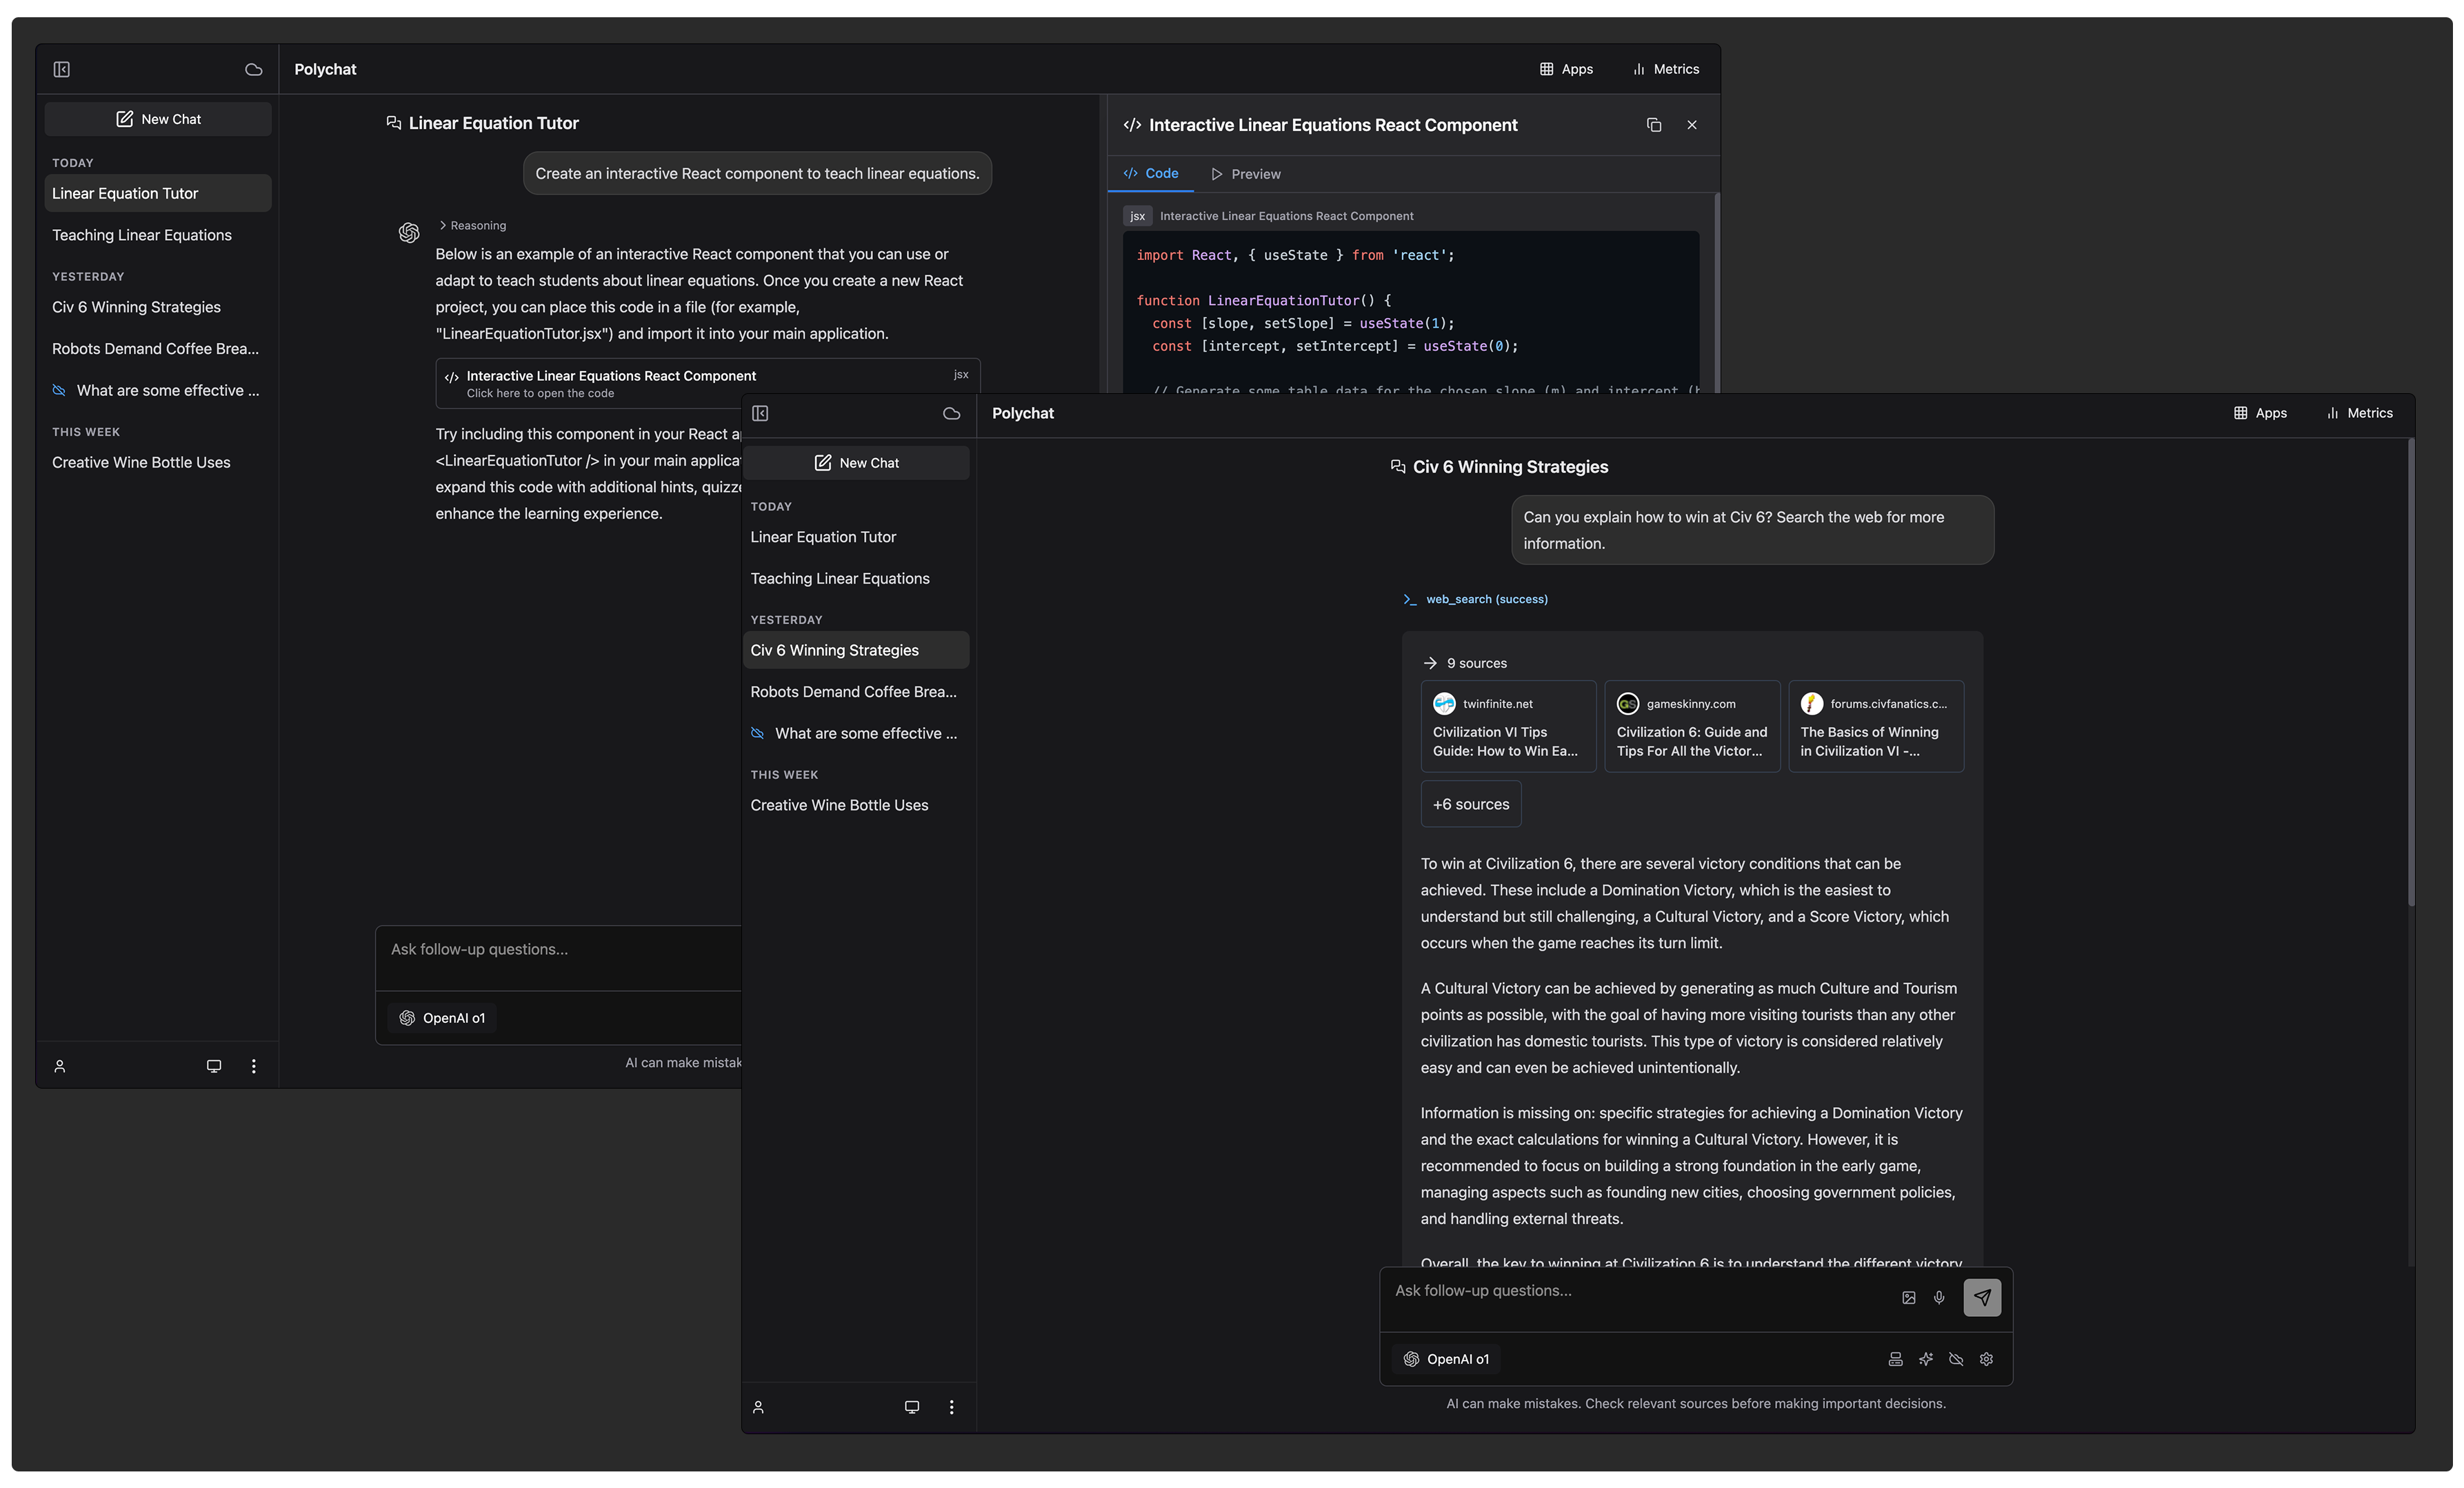 Polychat
Apps
Metrics
New Chat
TODAY
Linear Equation Tutor
Teaching Linear Equations
YESTERDAY
Civ 6 Winning Strategies
Robots Demand Coffee Brea...
What are some effective ...
THIS WEEK
Creative Wine Bottle Uses
Linear Equation Tutor
Create an interactive React component to teach linear equations.
Reasoning
Below is an example of an interactive React component that you can use or
adapt to teach students about linear equations. Once you create a new React
project, you can place this code in a file (for example,
"LinearEquationTutor.jsx") and import it into your main application.
Interactive Linear Equations React Component
jsx
Click here to open the code
Try including this component in your React
<LinearEquationTutor /> in your main
expand this code with additional hints,
enhance the learning experience.
Ask follow-up questions...
OpenAI o1
AI can make
Interactive Linear Equations React Component
Code
Preview
jsx
Interactive Linear Equations React Component
import React, { useState } from 'react';
function LinearEquationTutor() {
const [slope, setSlope] = useState(1);
const [intercept, setIntercept] = useState(0);
// Generate some table data for the chosen slope (m) and intercept
Polychat
Apps
Metrics
New Chat
TODAY
Linear Equation Tutor
Teaching Linear Equations
YESTERDAY
Civ 6 Winning Strategies
Robots Demand Coffee Brea...
What are some effective ...
THIS WEEK
Creative Wine Bottle Uses
Civ 6 Winning Strategies
Can you explain how to win at Civ 6? Search the web for more
information.
web_search (success)
9 sources
twinfinite.net
Civilization VI Tips
Guide: How to Win Ea...
gameskinny.com
Civilization 6: Guide and
Tips For All the Victor...
forums.civfanatics.c...
The Basics of Winning
in Civilization VI -...
+6 sources
To win at Civilization 6, there are several victory conditions that can be
achieved. These include a Domination Victory, which is the easiest to
understand but still challenging, a Cultural Victory, and a Score Victory, which
occurs when the game reaches its turn limit.
A Cultural Victory can be achieved by generating as much Culture and Tourism
points as possible, with the goal of having more visiting tourists than any other
civilization has domestic tourists. This type of victory is considered relatively
easy and can even be achieved unintentionally.
Information is missing on: specific strategies for achieving a Domination Victory
and the exact calculations for winning a Cultural Victory. However, it is
recommended to focus on building a strong foundation in the early game,
managing aspects such as founding new cities, choosing government policies,
and handling external threats.
Overall, the key to winning at Civilization 6 is to understand the different victory
Ask follow-up questions...
OpenAI o1
AI can make mistakes. Check relevant sources before making important decisions.